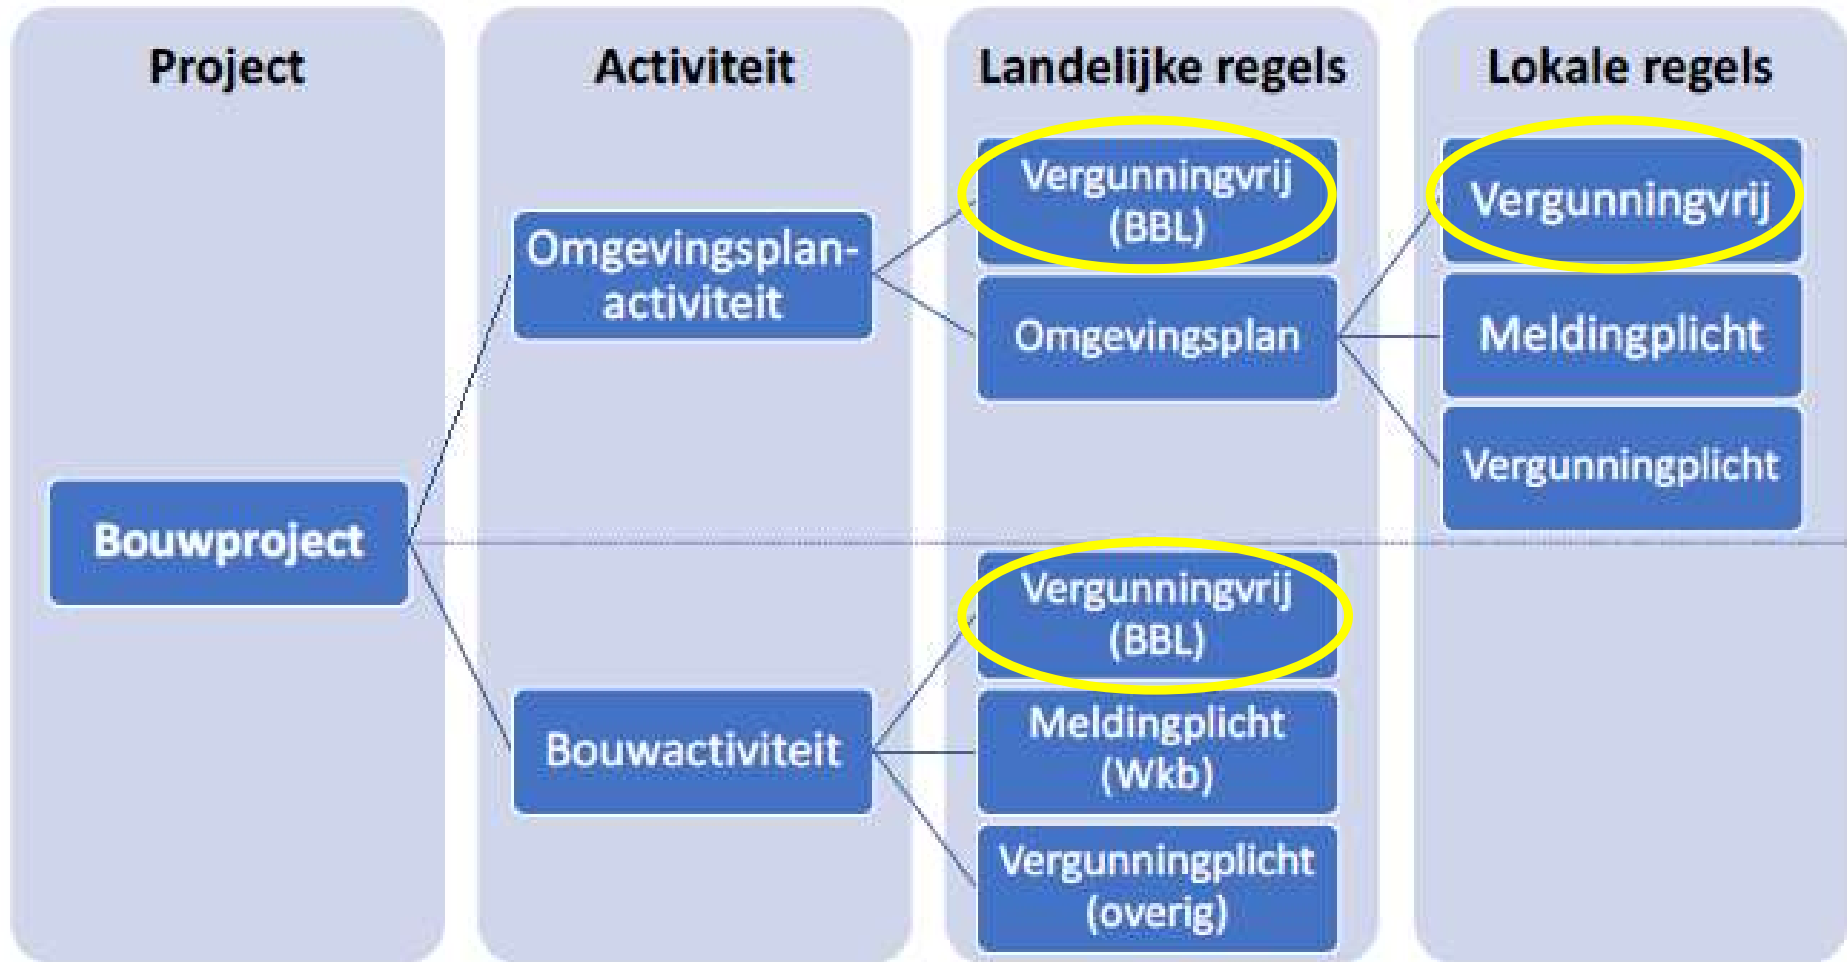 Project
Activiteit
Landelijke regels
Lokale regels
Bouwproject
Omgevingsplan-
activiteit
Vergunningvrij
(BBL)
Omgevingsplan
Vergunningvrij
Meldingplicht
Vergunningplicht
Bouwactiviteit
Vergunningvrij
(BBL)
Meldingplicht
(Wkb)
Vergunningplicht
(overig)